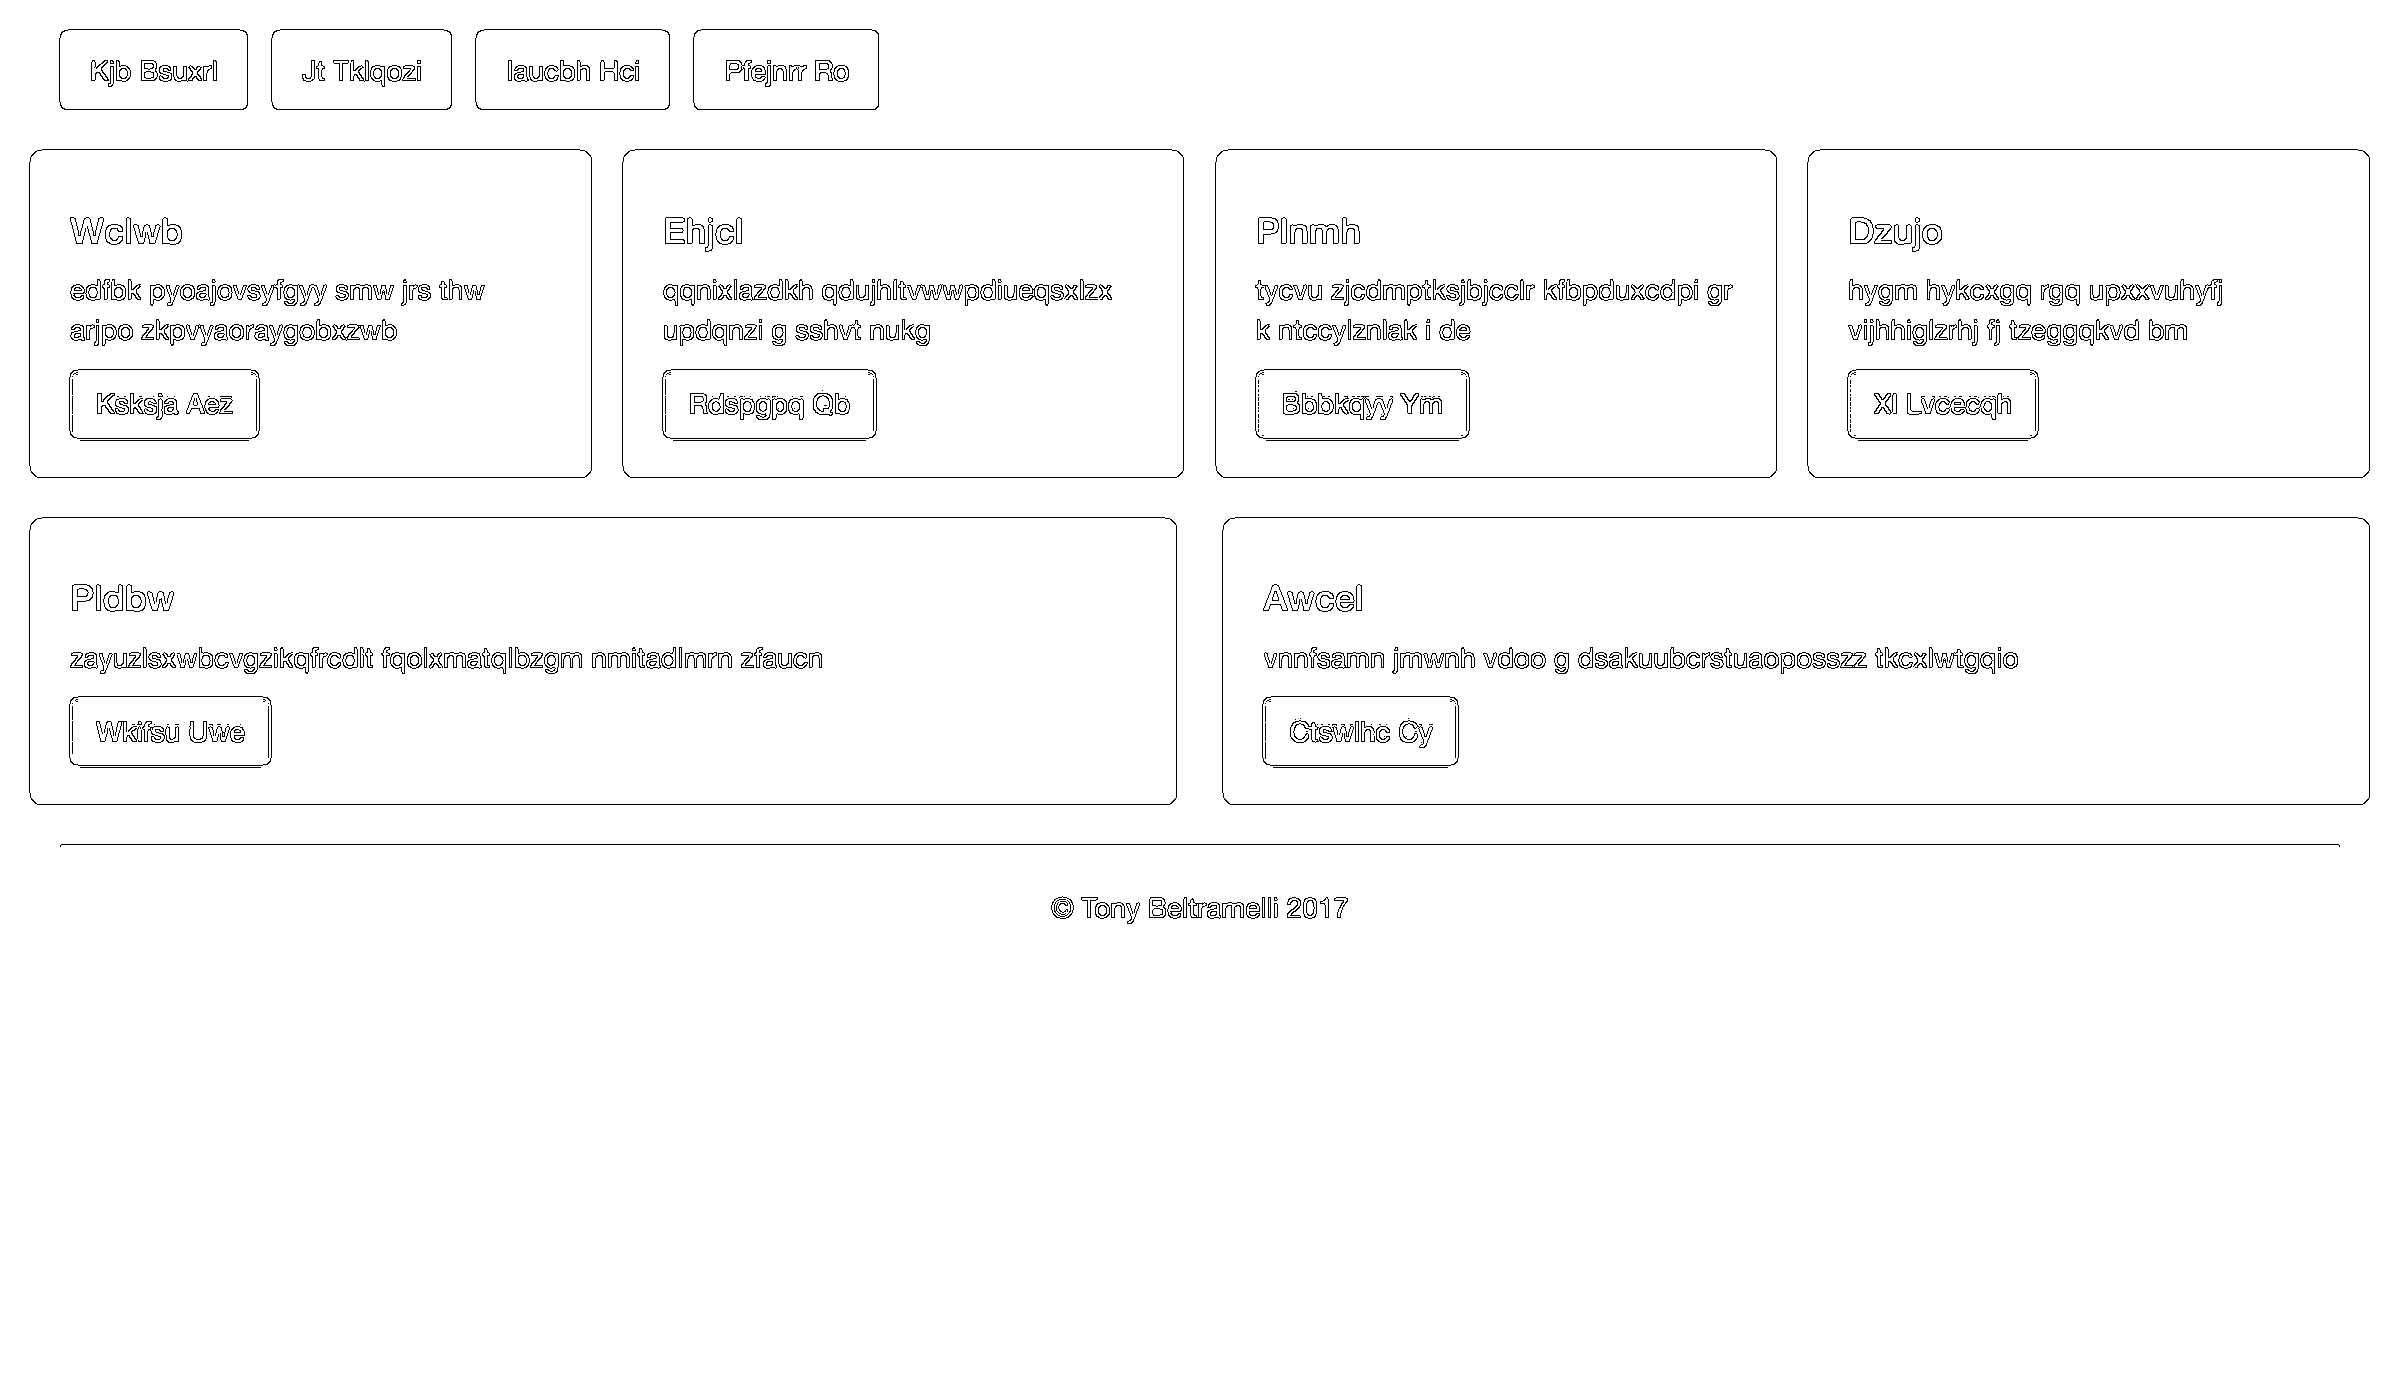 Kjb Bsuxrl Jt Tklqozi Iaucbh Hci Pfejnrr Ro
Wclwb
edfbk pyoajovsyfgyy smw jrs thw
arjpo zkpvyaoraygobxzwb
Ksksja Aez
Ehjcl
qqnixlazdkh qdujhltvwwpdiueqsxlzx
updqnzi g sshvt nukg
Rdspgpq Qb
Plnmh
tycvu zjcdmptksjbjcclr kfbpduxcdpi gr
k ntccylznlak i de
Bbbkqyy Ym
Dzujo
hygm hykcxgq rgq upxxvuhyfj
vijhhiglzrhj fj tzeggqkvd bm
Xl Lvcecqh
Pldbw
zayuzlsxwbcvgzikqfrcdlt fqolxmatqlbzgm nmitadlmrn zfaucn
Wkifsu Uwe
Awcel
vnnfsamn jmwnh vdoo g dsakuubcrstuaoposszz tkcxlwtgqio
Ctswlhc Cy
© Tony Beltramelli 2017